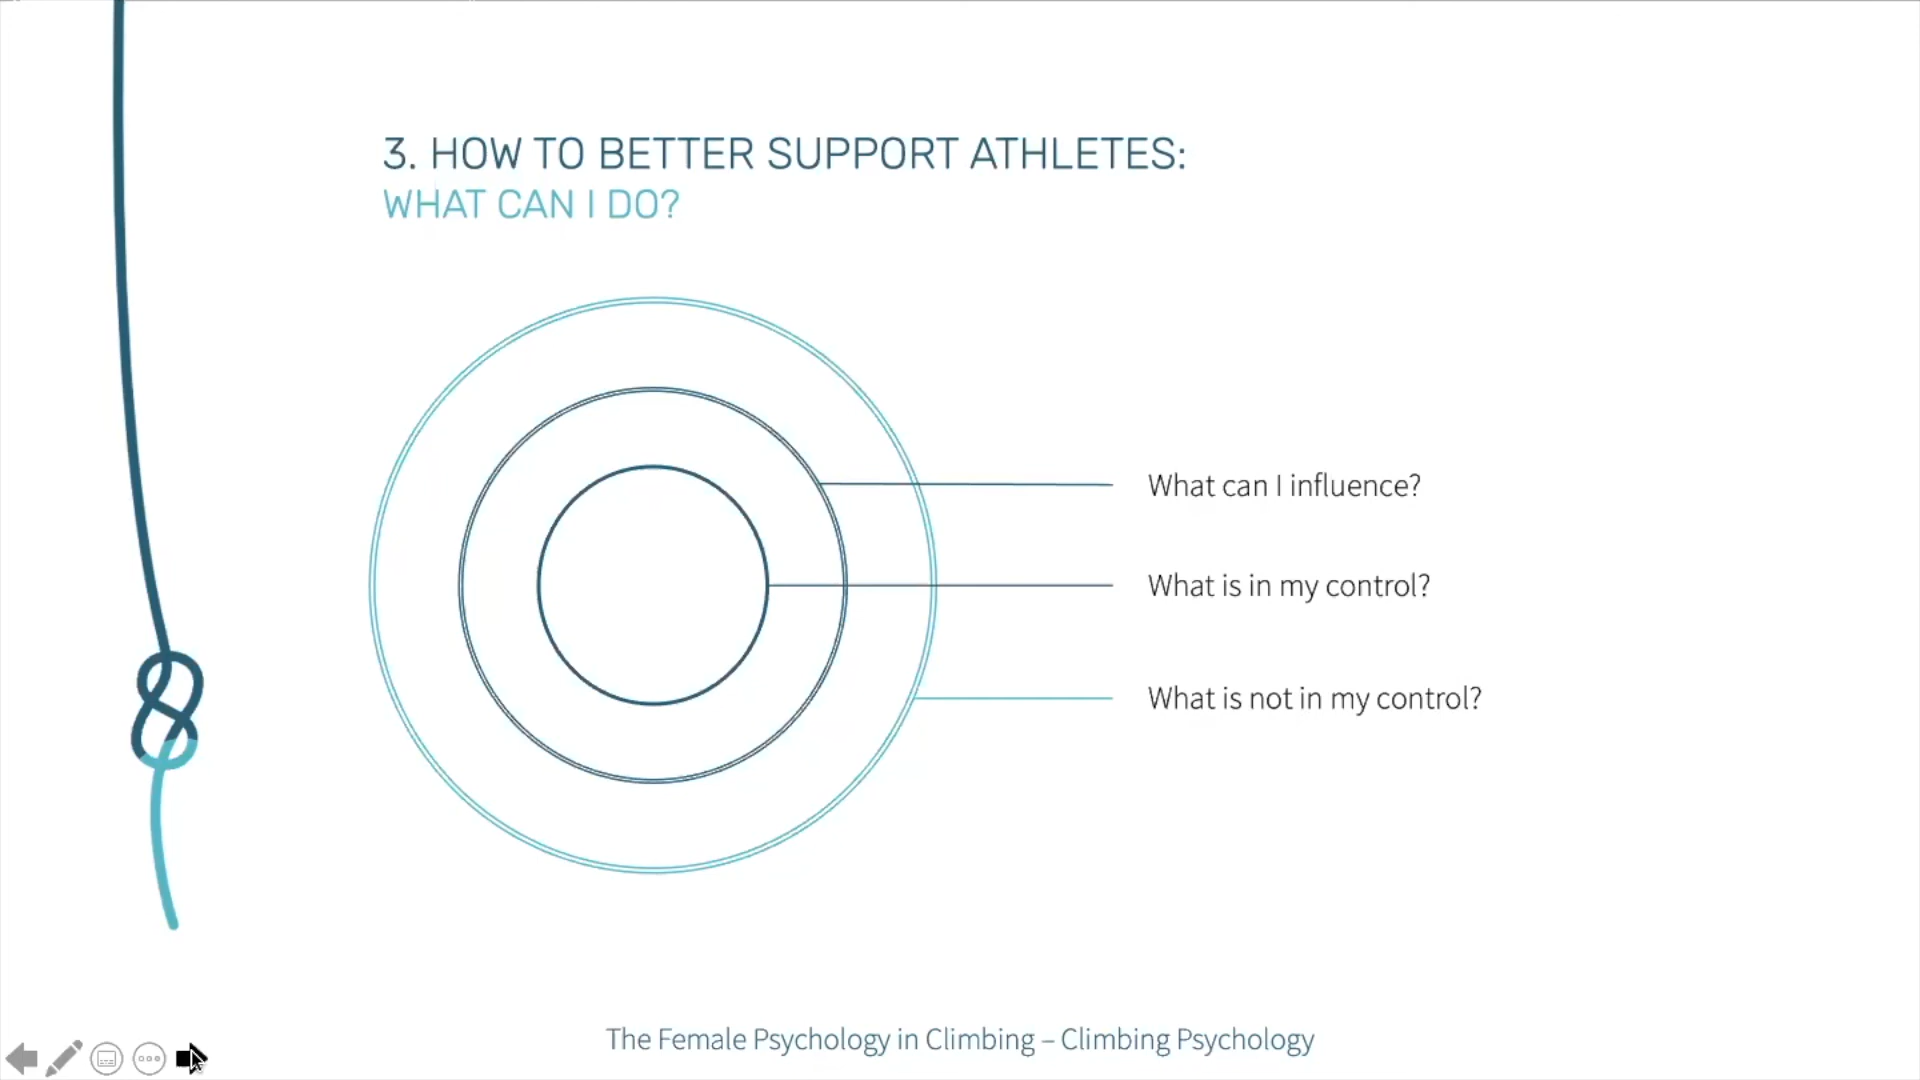 3. HOW TO BETTER SUPPORT ATHLETES:
WHAT CAN I DO?
What can I influence?
What is in my control?
What is not in my control?
The Female Psychology in Climbing – Climbing Psychology